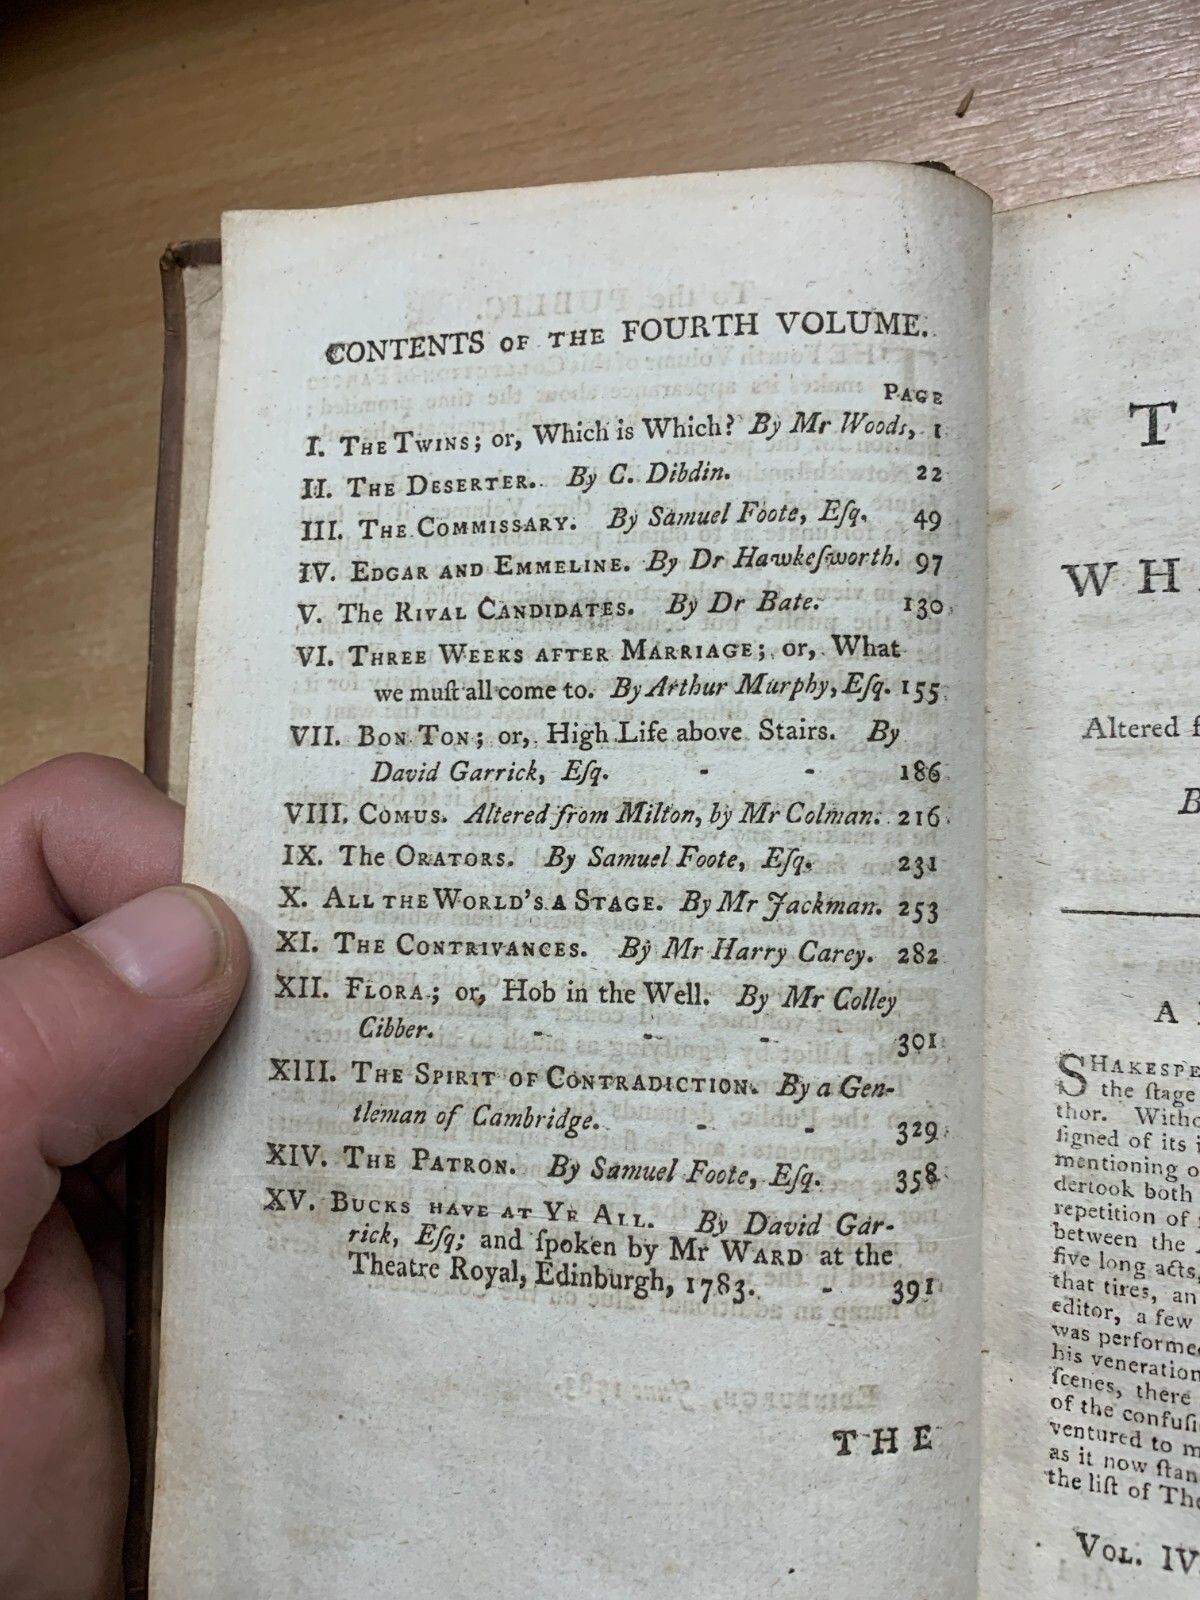 CONTENTS OF THE FOURTH VOLUME.
PAGE
I. THE TWINS; or, Which is Which? By Mr Woods, 1
II. THE DESERTER. By C. Dibdin. 22
III. THE COMMISSARY. By Samuel Foote, Eſq. 49
IV. EDGAR AND EMMELINE. By Dr Hawkeſworth. 97
V. The RIVAL CANDIDATES. By Dr Bate. 130
VI. THREE WEEKS AFTER MARRIAGE; or, What
we muſt all come to. By Arthur Murphy, Eſq. 155
VII. BON TON; or, High Life above Stairs. By
David Garrick, Eſq. - - 186
VIII. COMUS. Altered from Milton, by Mr Colman. 216
IX. The ORATORS. By Samuel Foote, Eſq. 231
X. ALL THE WORLD'S A STAGE. By Mr Jackman. 253
XI. THE CONTRIVANCES. By Mr Harry Carey. 282
XII. FLORA; or, Hob in the Well. By Mr Colley
Cibber. - - - 301
XIII. THE SPIRIT OF CONTRADICTION. By a Gen-
tleman of Cambridge. - - 329
XIV. THE PATRON. By Samuel Foote, Eſq. 358
XV. BUCKS HAVE AT YE ALL. By David Gar-
rick, Eſq; and ſpoken by Mr WARD at the
Theatre Royal, Edinburgh, 1783. - 391
THE
T
WH
Altered f
B
A
SHAKESPE
the ſtage
thor. Witho
ſigned of its i
mentioning o
dertook both
repetition of
between the
five long acts,
that tires, an
editor, a few
was performe
his veneration
ſcenes, there
of the confuſi
ventured to m
as it now ſtan
the liſt of The
VOL. IV.